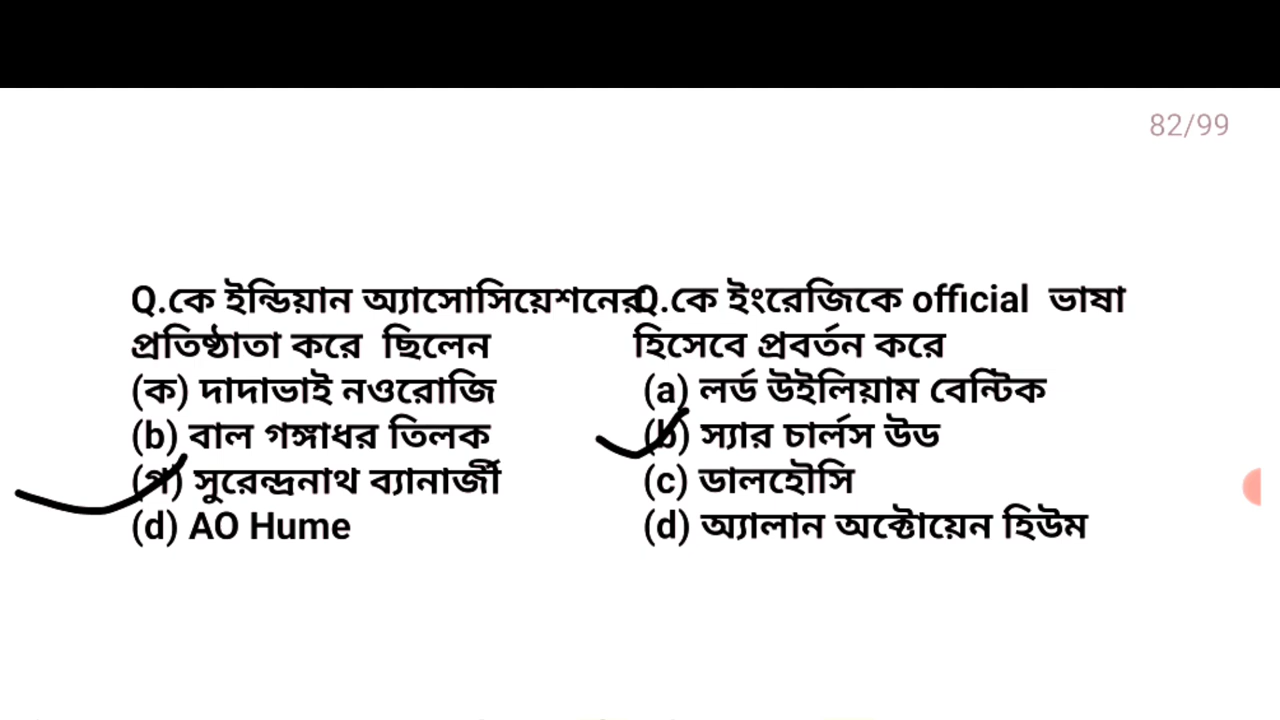 82/99
Q.কে ইন্ডিয়ান অ্যাসোসিয়েশনের
প্রতিষ্ঠাতা করে ছিলেন
(ক) দাদাভাই নওরোজি
(b) বাল গঙ্গাধর তিলক
(গ) সুরেন্দ্রনাথ ব্যানার্জী
(d) AO Hume
Q.কে ইংরেজিকে official ভাষা
হিসেবে প্রবর্তন করে
(a) লর্ড উইলিয়াম বেন্টিক
(b) স্যার চার্লস উড
(c) ডালহৌসি
(d) অ্যালান অক্টোয়েন হিউম